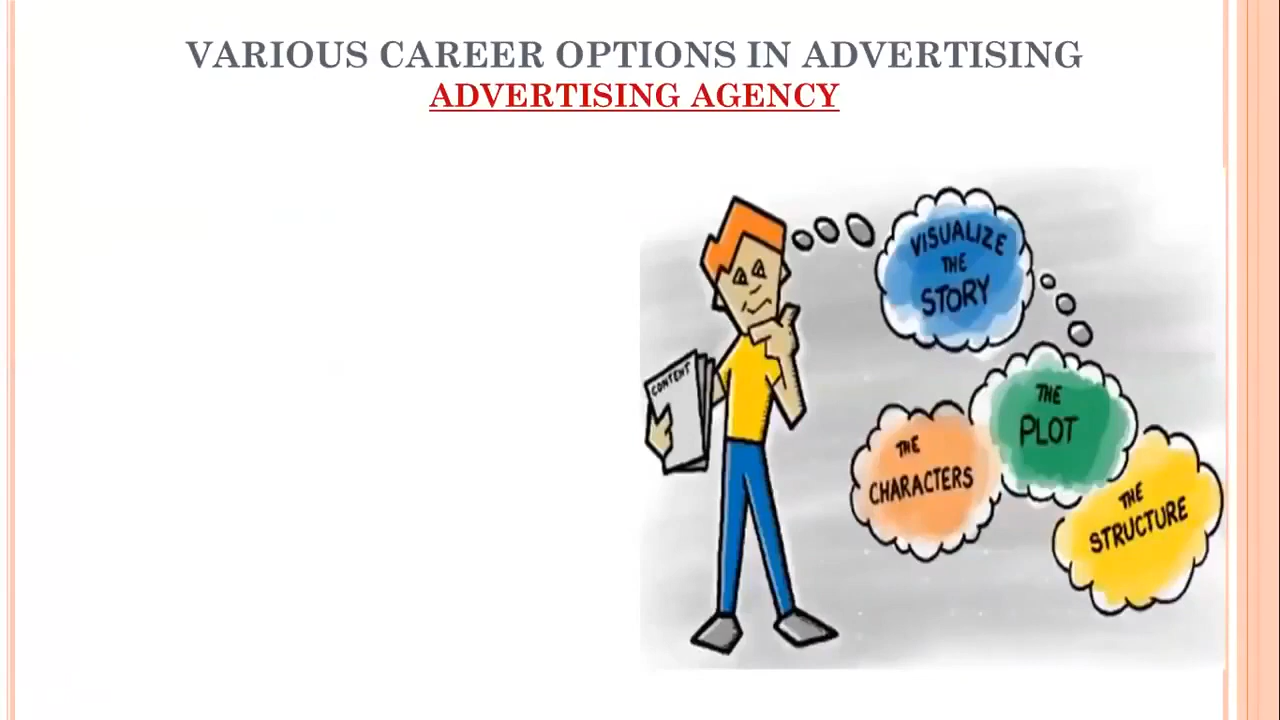 VARIOUS CAREER OPTIONS IN ADVERTISING
ADVERTISING AGENCY
VISUALIZE
THE
STORY
CONTENT
THE
PLOT
THE
CHARACTERS
THE
STRUCTURE